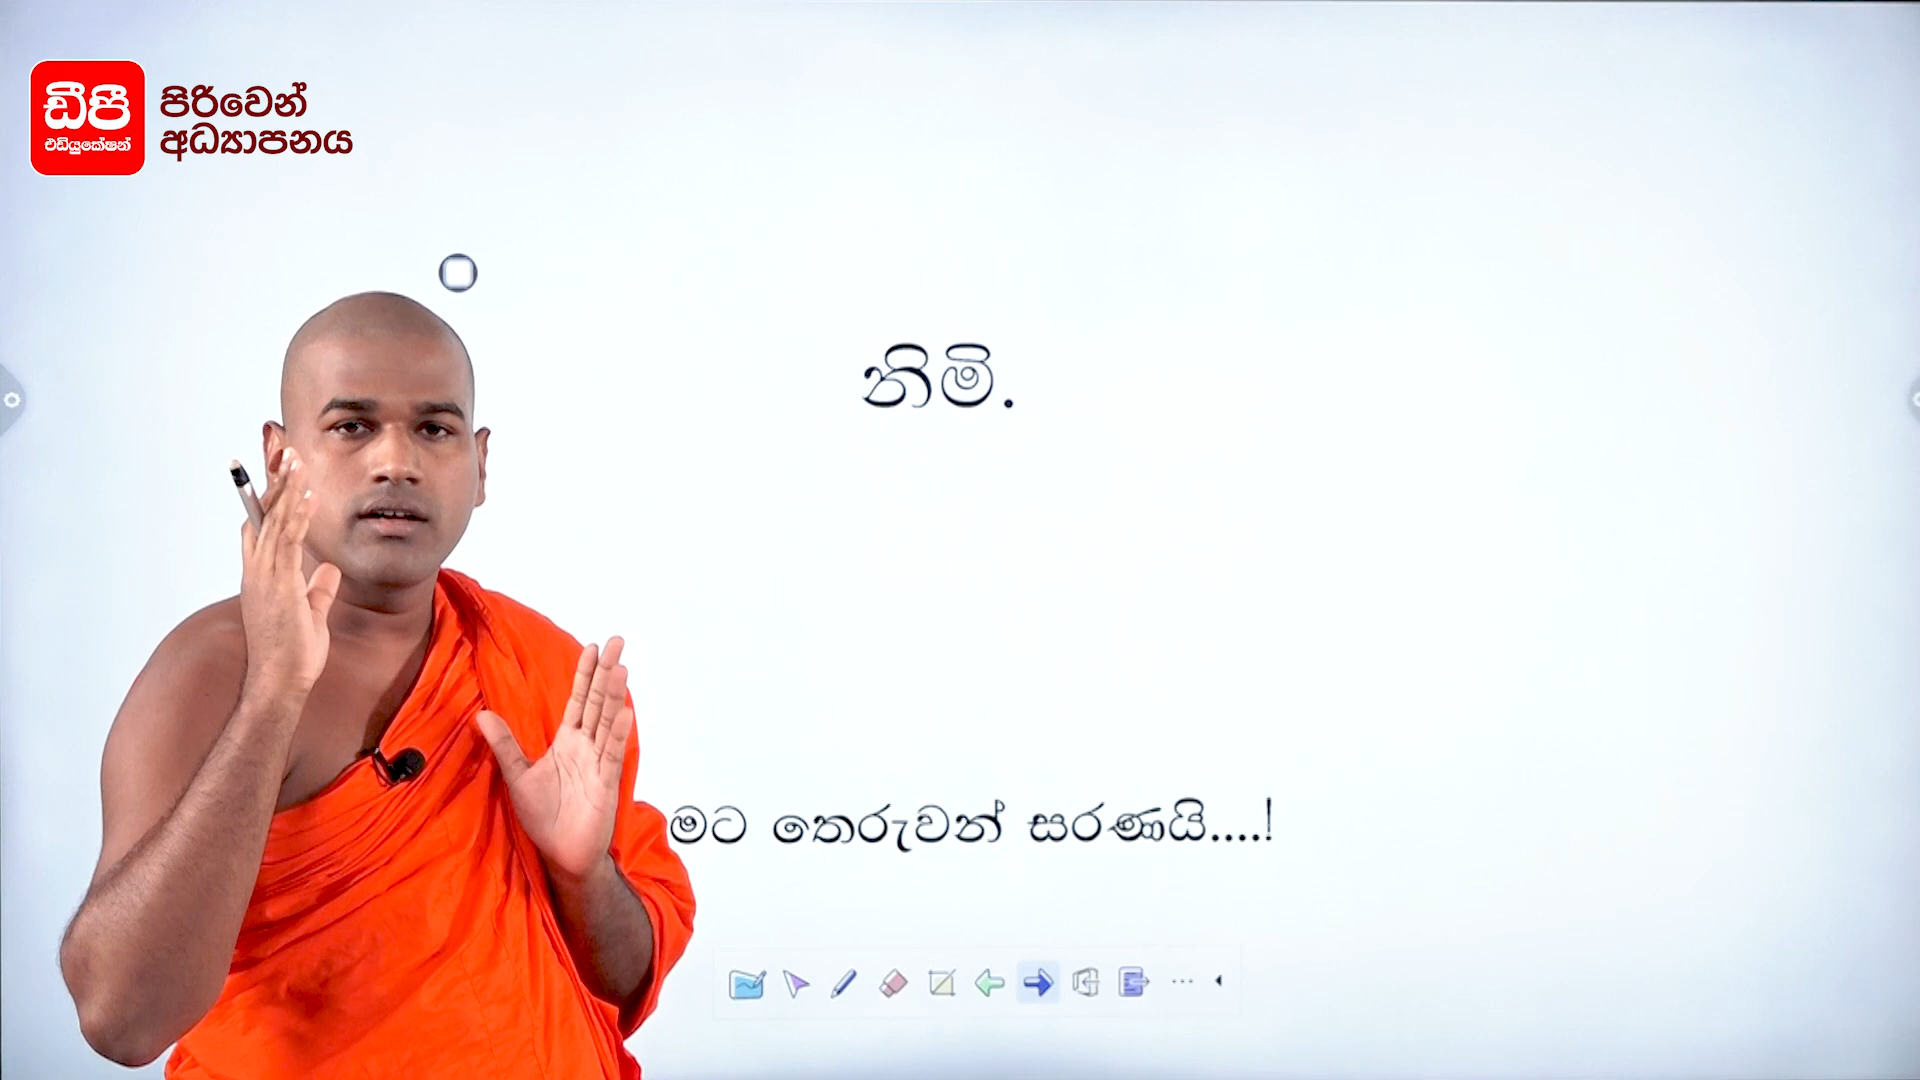 ඩීපී
එඩියුකේෂන්
පිරිවෙන්
අධ්‍යාපනය
නිමි.
මට තෙරුවන් සරණයි....!